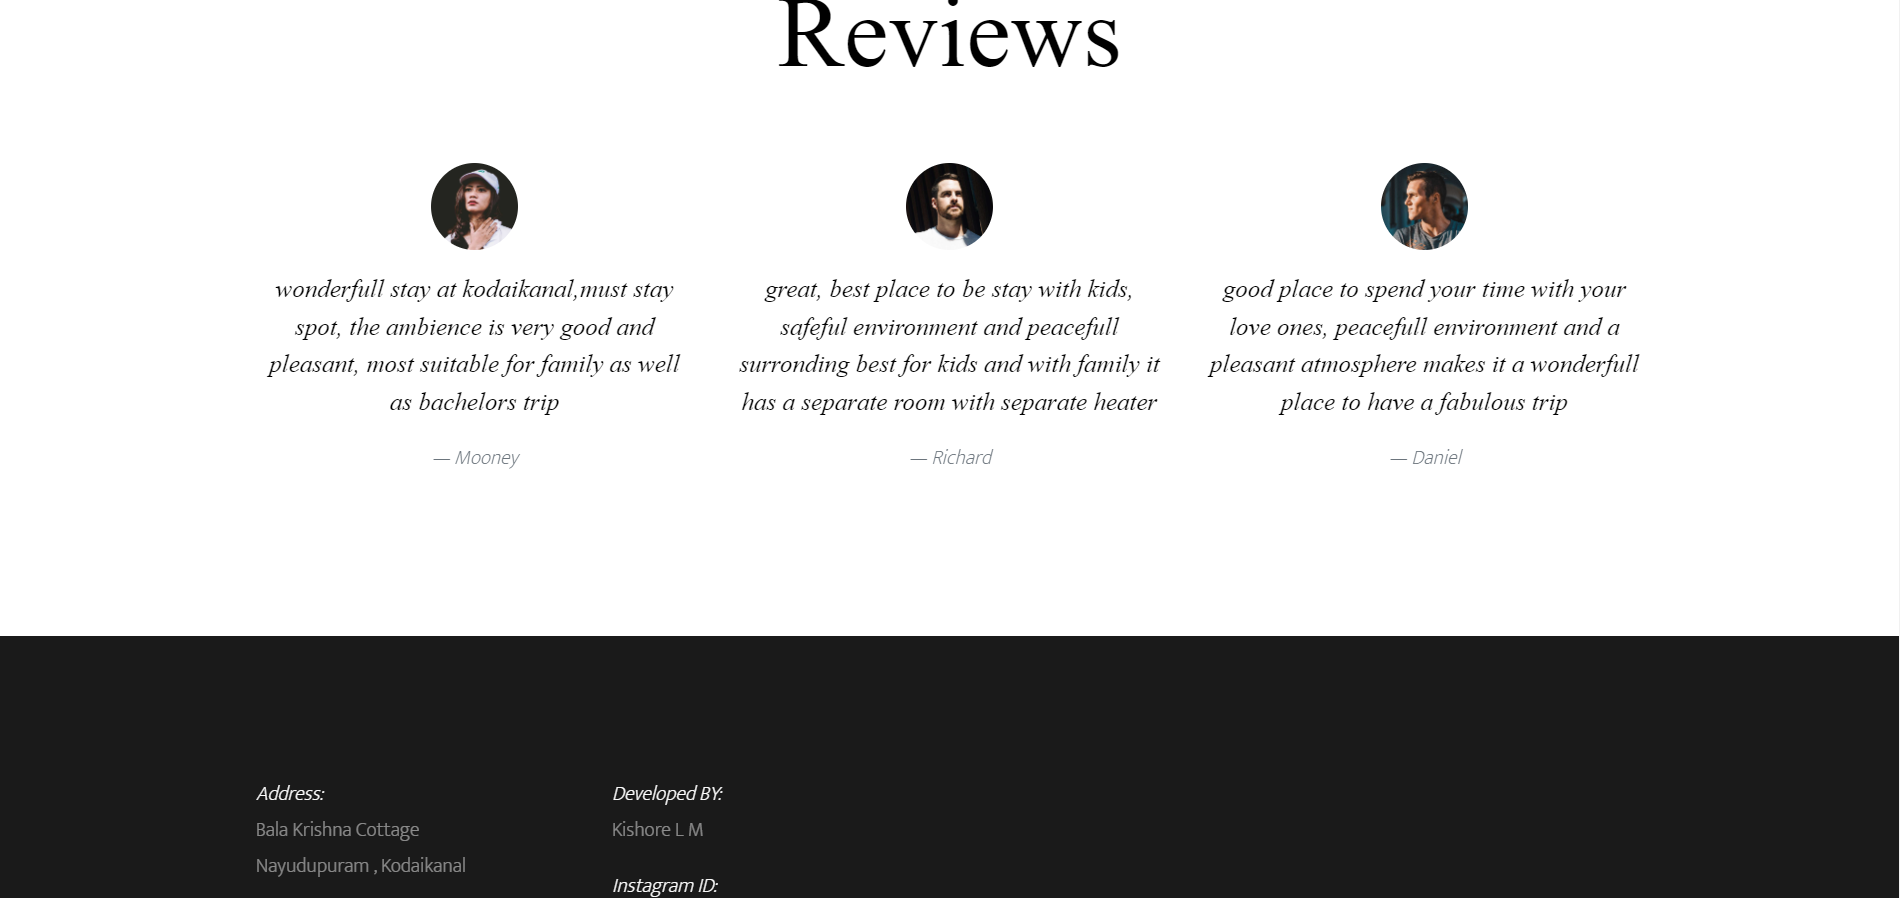 Reviews
wonderfull stay at kodaikanal,must stay
spot, the ambience is very good and
pleasant, most suitable for family as well
as bachelors trip
— Mooney
great, best place to be stay with kids,
safeful environment and peacefull
surronding best for kids and with family it
has a separate room with separate heater
— Richard
good place to spend your time with your
love ones, peacefull environment and a
pleasant atmosphere makes it a wonderfull
place to have a fabulous trip
— Daniel
Address:
Bala Krishna Cottage
Nayudupuram , Kodaikanal
Developed BY:
Kishore L M
Instagram ID: